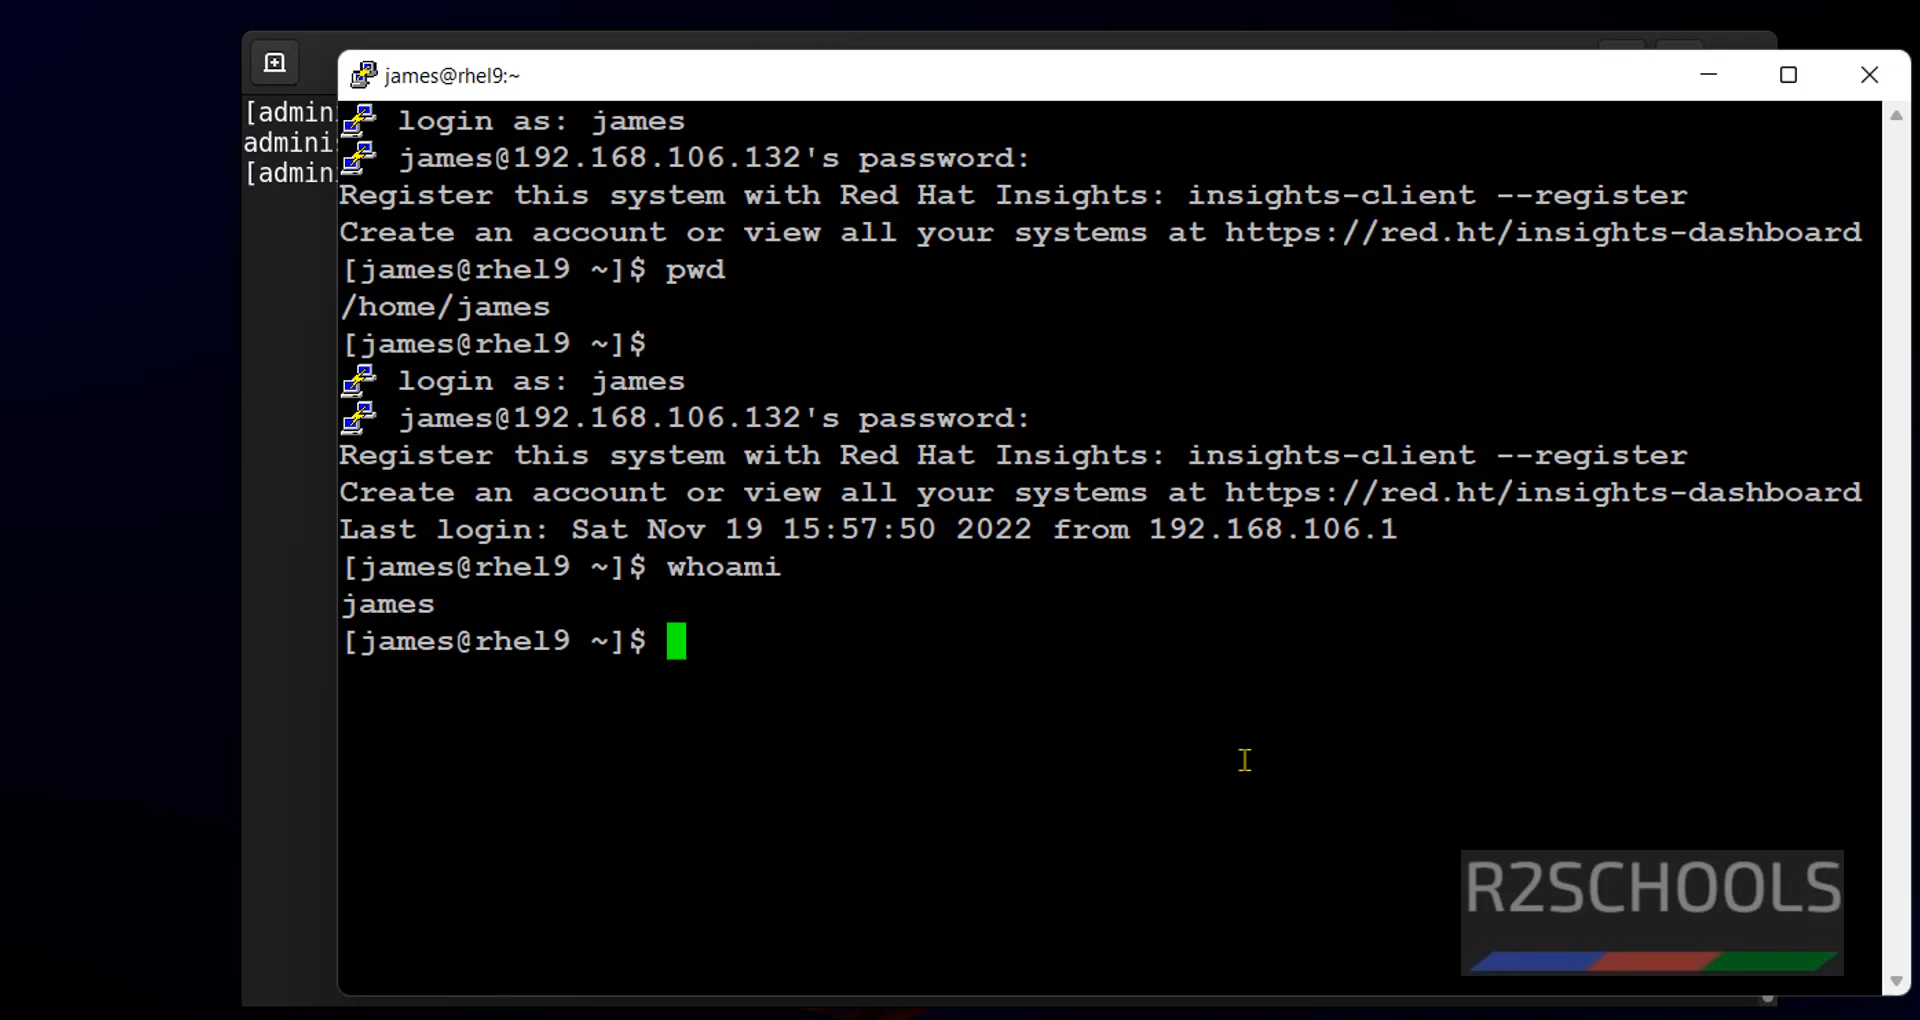 james@rhel9:~
[admin
admini
[admin
login as: james
james@192.168.106.132's password:
Register this system with Red Hat Insights: insights-client --register
Create an account or view all your systems at https://red.ht/insights-dashboard
[james@rhel9 ~]$ pwd
/home/james
[james@rhel9 ~]$
login as: james
james@192.168.106.132's password:
Register this system with Red Hat Insights: insights-client --register
Create an account or view all your systems at https://red.ht/insights-dashboard
Last login: Sat Nov 19 15:57:50 2022 from 192.168.106.1
[james@rhel9 ~]$ whoami
james
[james@rhel9 ~]$
R2SCHOOLS